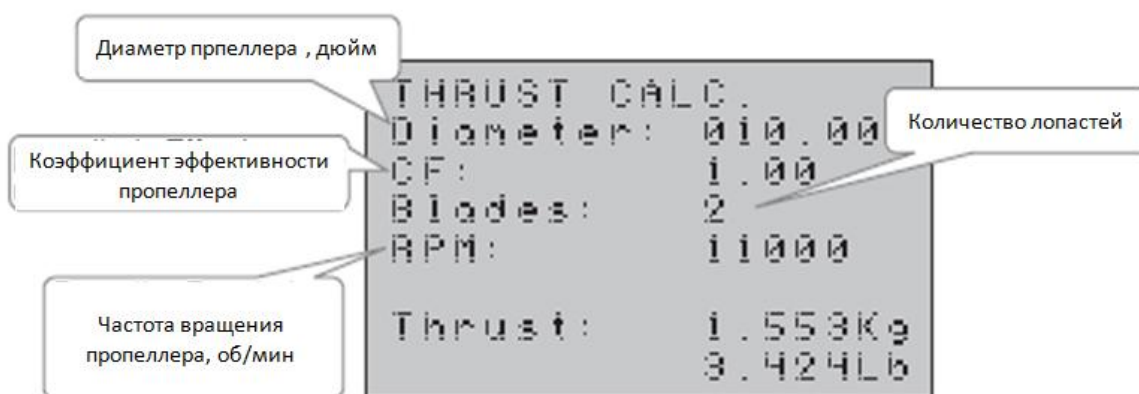 Диаметр прпеллера , дюйм
THRUST CALC.
Diameter: 010.00
Количество лопастей
Коэффициент эффективности
пропеллера
CF: 1.00
Blades: 2
RPM: 11000
Частота вращения
пропеллера, об/мин
Thrust: 1.553Kg
3.424Lb